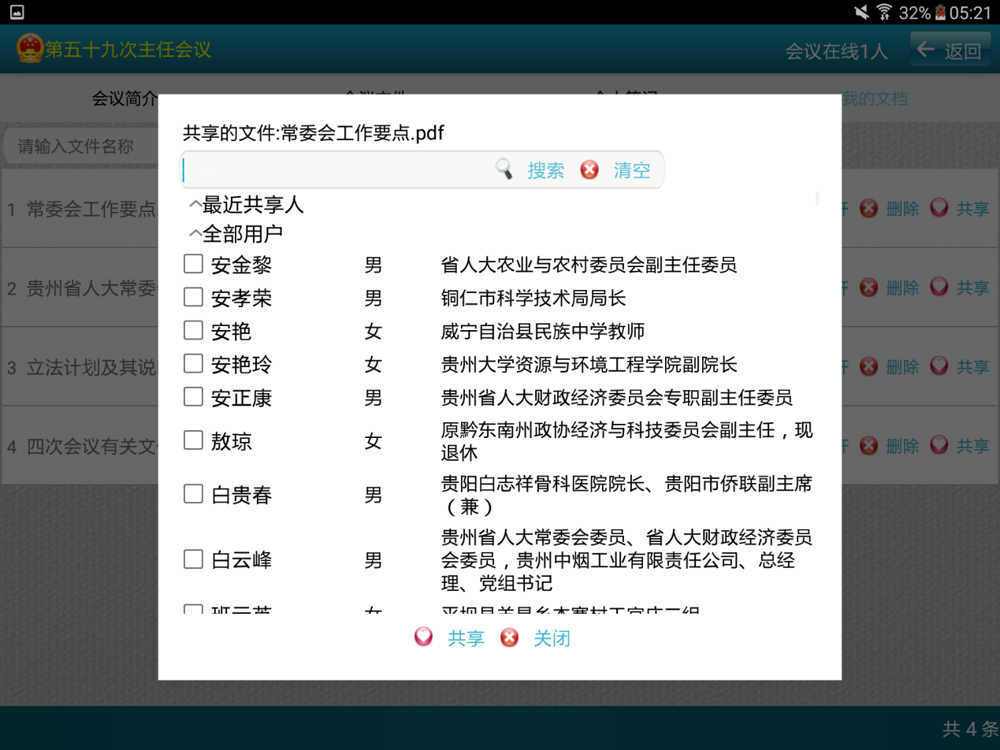 32% 05:21
第五十九次主任会议
会议在线1人
返回
会议简介
我的文档
请输入文件名称
共享的文件:常委会工作要点.pdf
搜索 清空
最近共享人
全部用户
安金黎 男 省人大农业与农村委员会副主任委员
安孝荣 男 铜仁市科学技术局局长
安艳 女 威宁自治县民族中学教师
安艳玲 女 贵州大学资源与环境工程学院副院长
安正康 男 贵州省人大财政经济委员会专职副主任委员
敖琼 女 原黔东南州政协经济与科技委员会副主任，现
退休
白贵春 男 贵阳白志祥骨科医院院长、贵阳市侨联副主席
（兼）
白云峰 男 贵州省人大常委会委员、省人大财政经济委员
会委员，贵州中烟工业有限责任公司、总经
理、党组书记
共享 关闭
1 常委会工作要点 删除 共享
2 贵州省人大常委 删除 共享
3 立法计划及其说 删除 共享
4 四次会议有关文 删除 共享
共 4 条